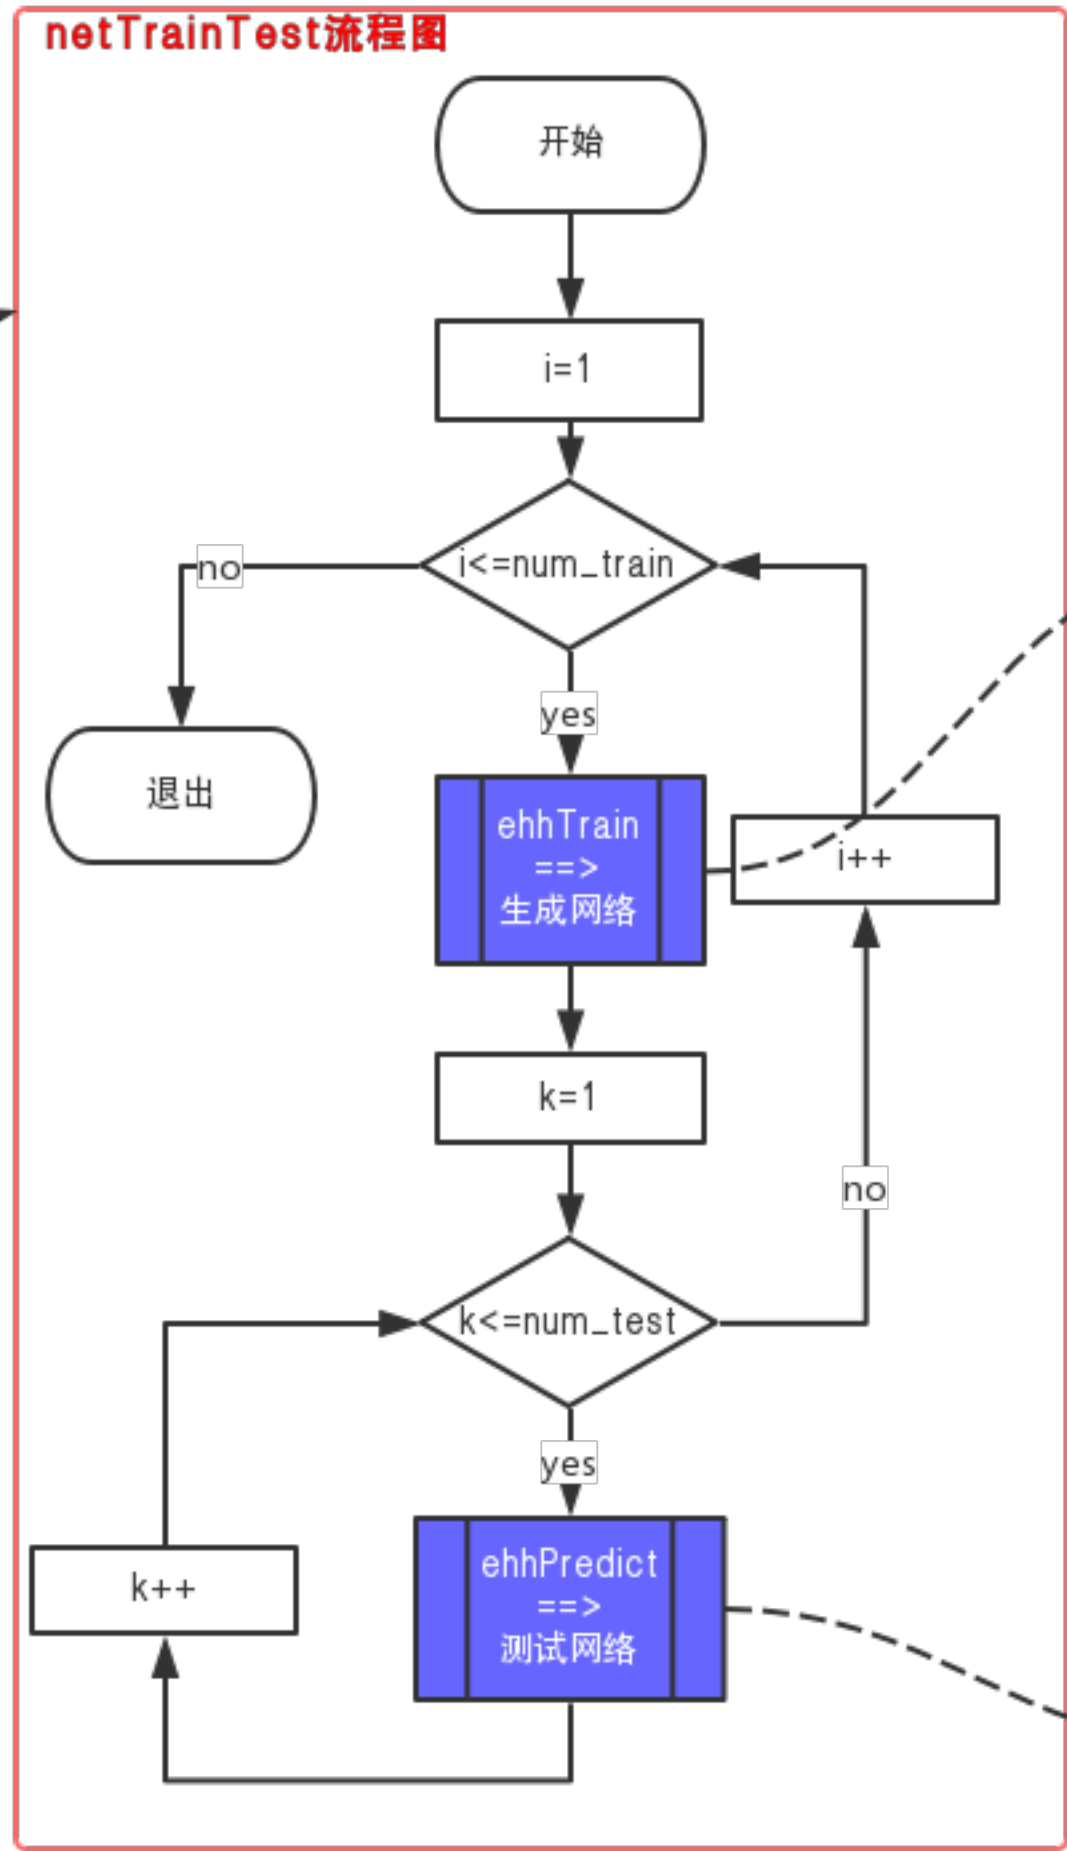 netTrainTest流程图
开始
i=1
i<=num_train
no
yes
退出
ehhTrain
==>
生成网络
i++
k=1
no
k<=num_test
yes
k++
ehhPredict
==>
测试网络